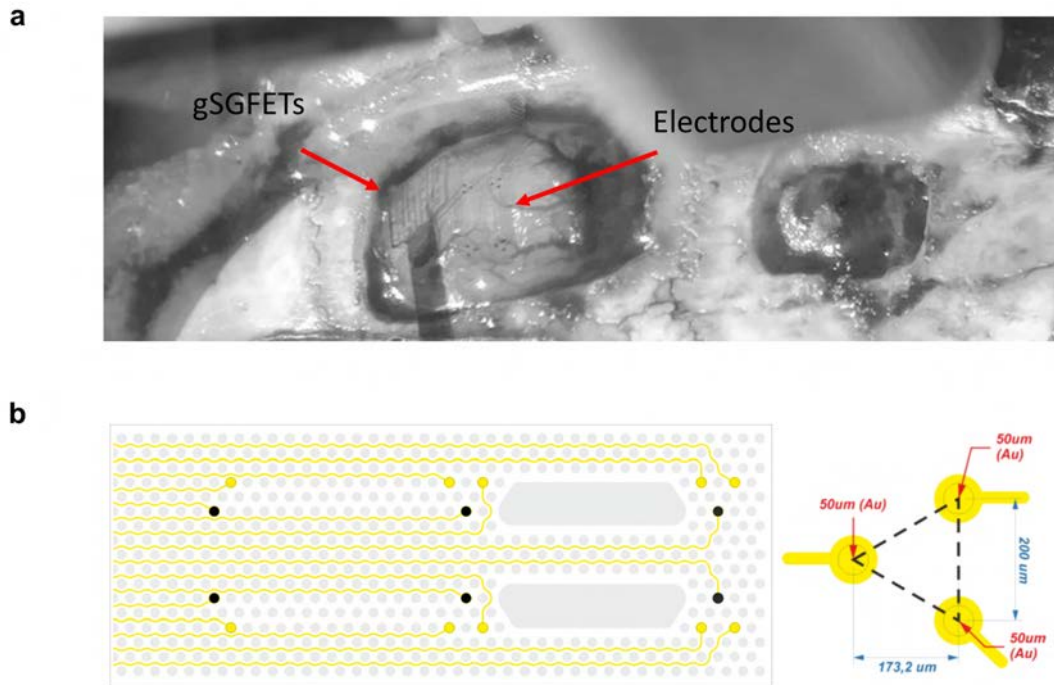 a
gSGFETs
Electrodes
b
50um
(Au)
50um (Au)
200 um
50um
(Au)
173,2 um